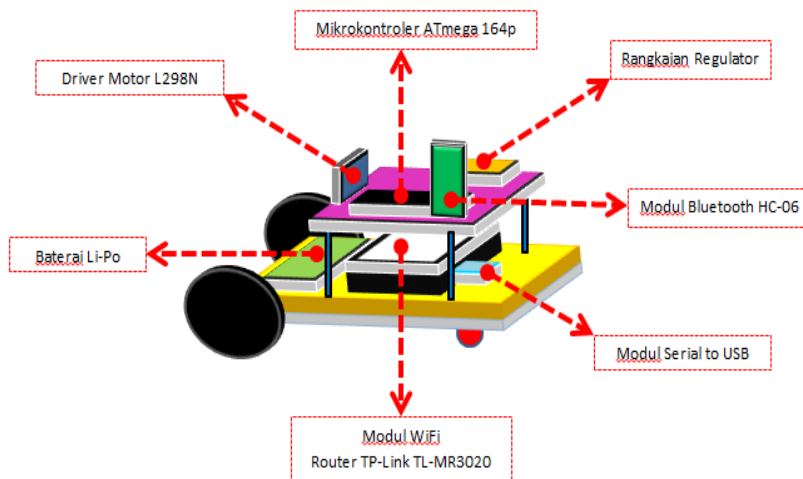 Mikrokontroler ATmega 164p
Driver Motor L298N
Rangkaian Regulator
Modul Bluetooth HC-06
Baterai Li-Po
Modul Serial to USB
Modul WiFi
Router TP-Link TL-MR3020